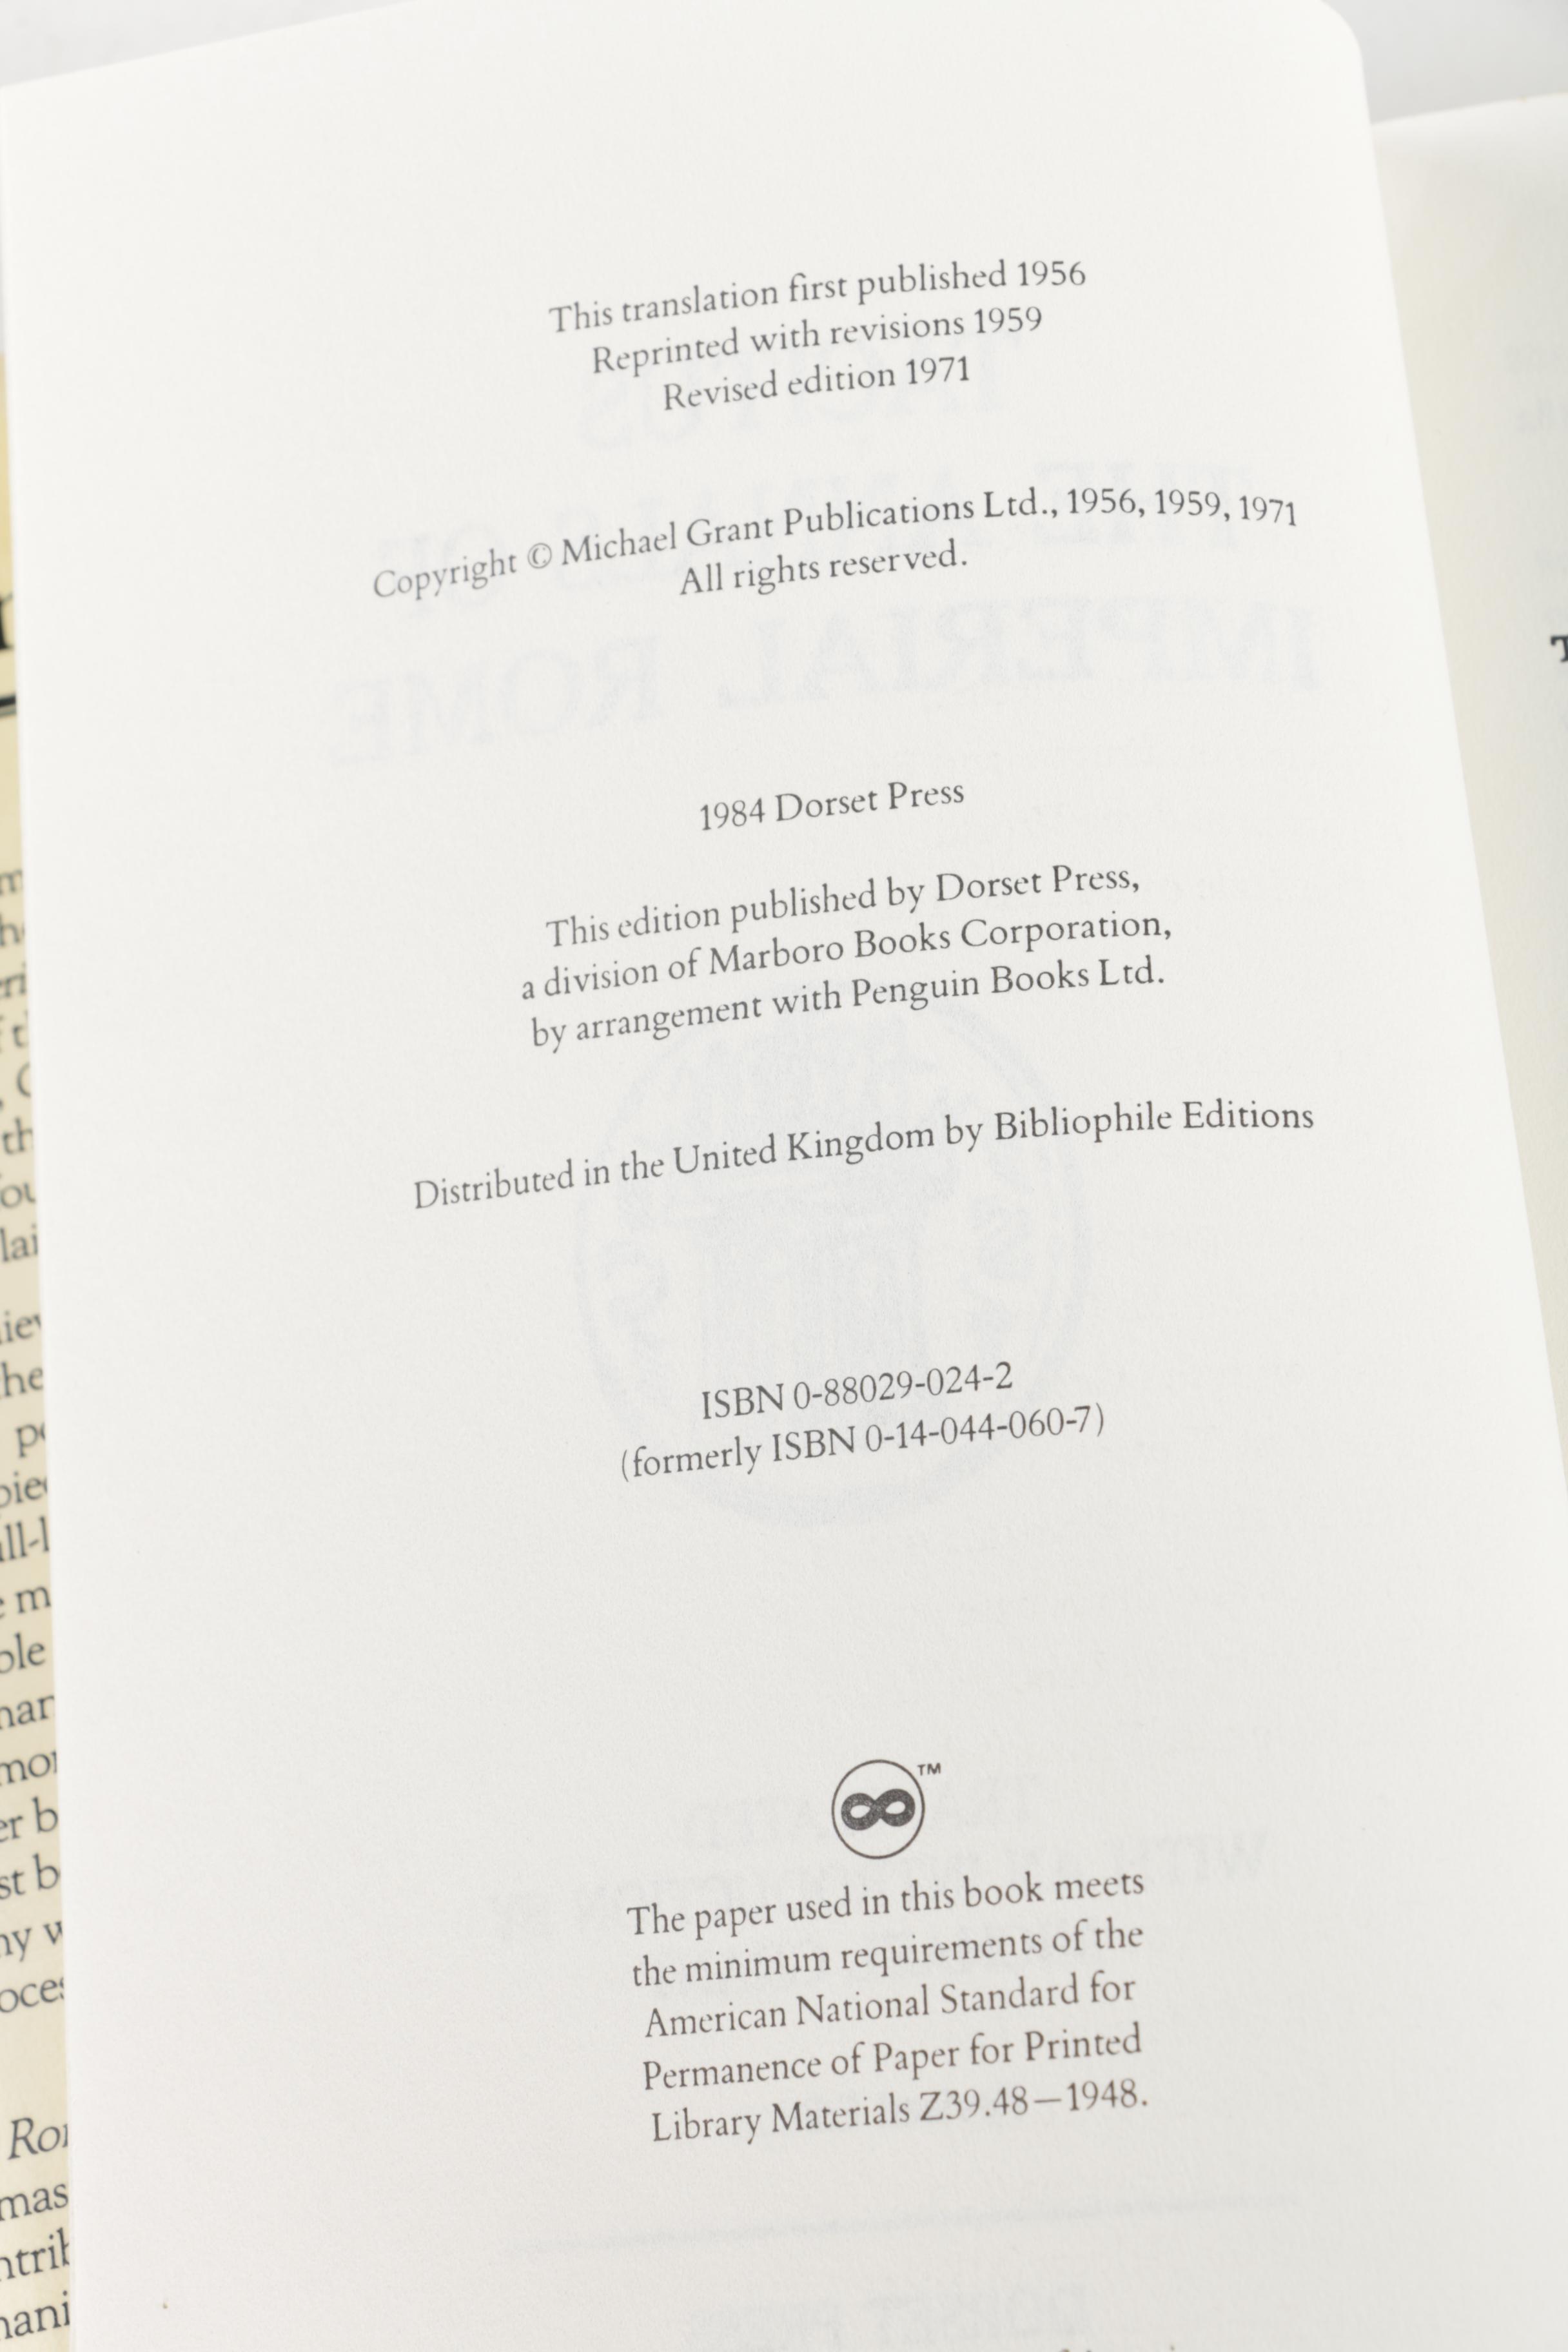 This translation first published 1956
Reprinted with revisions 1959
Revised edition 1971
Copyright © Michael Grant Publications Ltd., 1956, 1959, 1971
All rights reserved.
1984 Dorset Press
This edition published by Dorset Press,
a division of Marboro Books Corporation,
by arrangement with Penguin Books Ltd.
Distributed in the United Kingdom by Bibliophile Editions
ISBN 0-88029-024-2
(formerly ISBN 0-14-044-060-7)
TM
The paper used in this book meets
the minimum requirements of the
American National Standard for
Permanence of Paper for Printed
Library Materials Z39.48—1948.